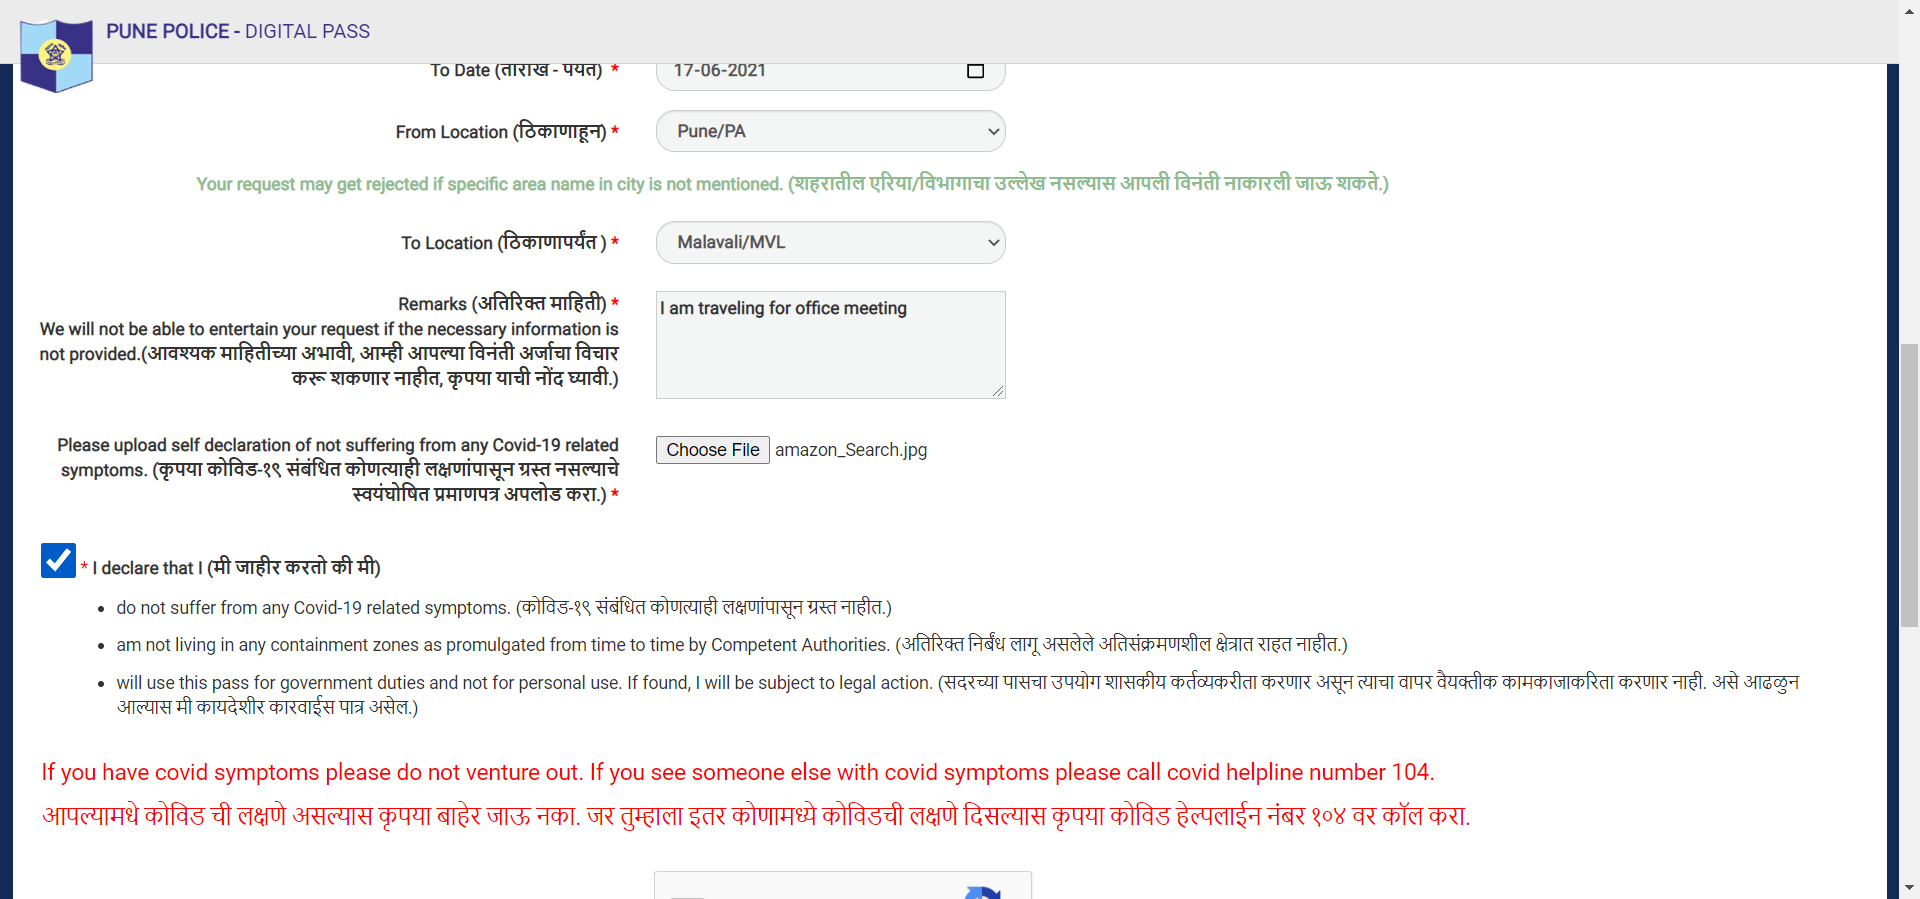 PUNE POLICE - DIGITAL PASS
To Date (तारीख - पर्यंत) * 17-06-2021
From Location (ठिकाणाहून) * Pune/PA
Your request may get rejected if specific area name in city is not mentioned. (शहरातील एरिया/विभागाचा उल्लेख नसल्यास आपली विनंती नाकारली जाऊ शकते.)
To Location (ठिकाणापर्यंत ) * Malavali/MVL
Remarks (अतिरिक्त माहिती) * I am traveling for office meeting
We will not be able to entertain your request if the necessary information is
not provided.(आवश्यक माहितीच्या अभावी, आम्ही आपल्या विनंती अर्जाचा विचार
करू शकणार नाहीत, कृपया याची नोंद घ्यावी.)
Please upload self declaration of not suffering from any Covid-19 related Choose File amazon_Search.jpg
symptoms. (कृपया कोविड-१९ संबंधित कोणत्याही लक्षणांपासून ग्रस्त नसल्याचे
स्वयंघोषित प्रमाणपत्र अपलोड करा.) *
* I declare that I (मी जाहीर करतो की मी)
do not suffer from any Covid-19 related symptoms. (कोविड-१९ संबंधित कोणत्याही लक्षणांपासून ग्रस्त नाहीत.)
am not living in any containment zones as promulgated from time to time by Competent Authorities. (अतिरिक्त निर्बंध लागू असलेले अतिसंक्रमणशील क्षेत्रात राहत नाहीत.)
will use this pass for government duties and not for personal use. If found, I will be subject to legal action. (सदरच्या पासचा उपयोग शासकीय कर्तव्यकरीता करणार असून त्याचा वापर वैयक्तीक कामकाजाकरिता करणार नाही. असे आढळुन
आल्यास मी कायदेशीर कारवाईस पात्र असेल.)
If you have covid symptoms please do not venture out. If you see someone else with covid symptoms please call covid helpline number 104.
आपल्यामधे कोविड ची लक्षणे असल्यास कृपया बाहेर जाऊ नका. जर तुम्हाला इतर कोणामध्ये कोविडची लक्षणे दिसल्यास कृपया कोविड हेल्पलाईन नंबर १०४ वर कॉल करा.